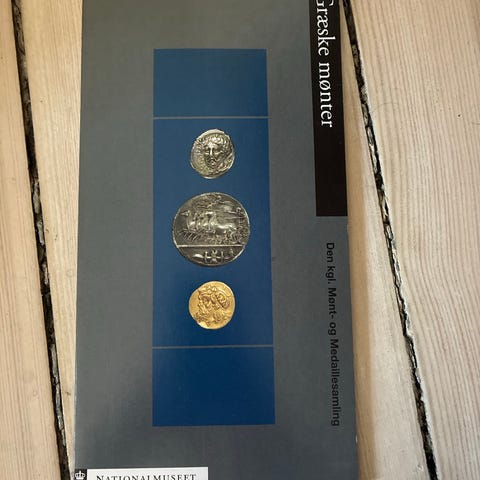 Græske mønter
Den kgl. Mønt- og Medaillesamling
NATIONALMUSEET